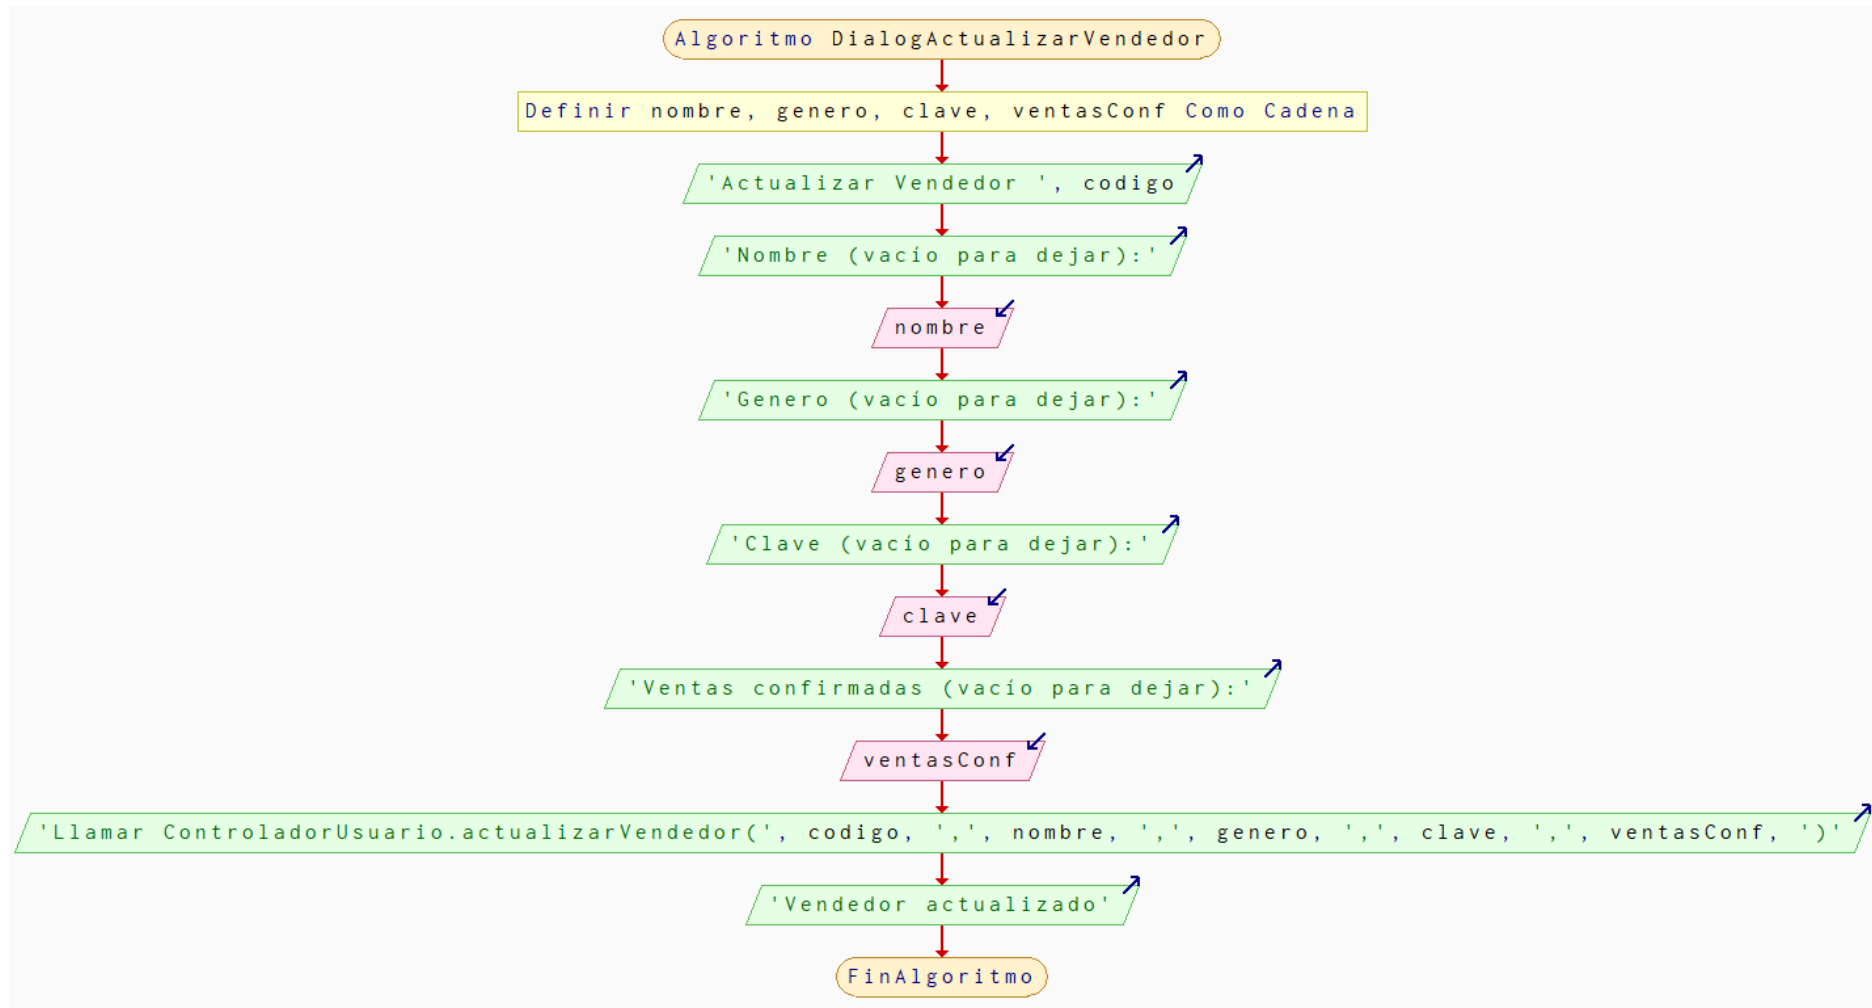 Algoritmo DialogActualizarVendedor
Definir nombre, genero, clave, ventasConf Como Cadena
'Actualizar Vendedor ', codigo
'Nombre (vacío para dejar):'
nombre
'Genero (vacío para dejar):'
genero
'Clave (vacío para dejar):'
clave
'Ventas confirmadas (vacío para dejar):'
ventasConf
'Llamar ControladorUsuario.actualizarVendedor(', codigo, ',', nombre, ',', genero, ',', clave, ',', ventasConf, ')'
'Vendedor actualizado'
FinAlgoritmo